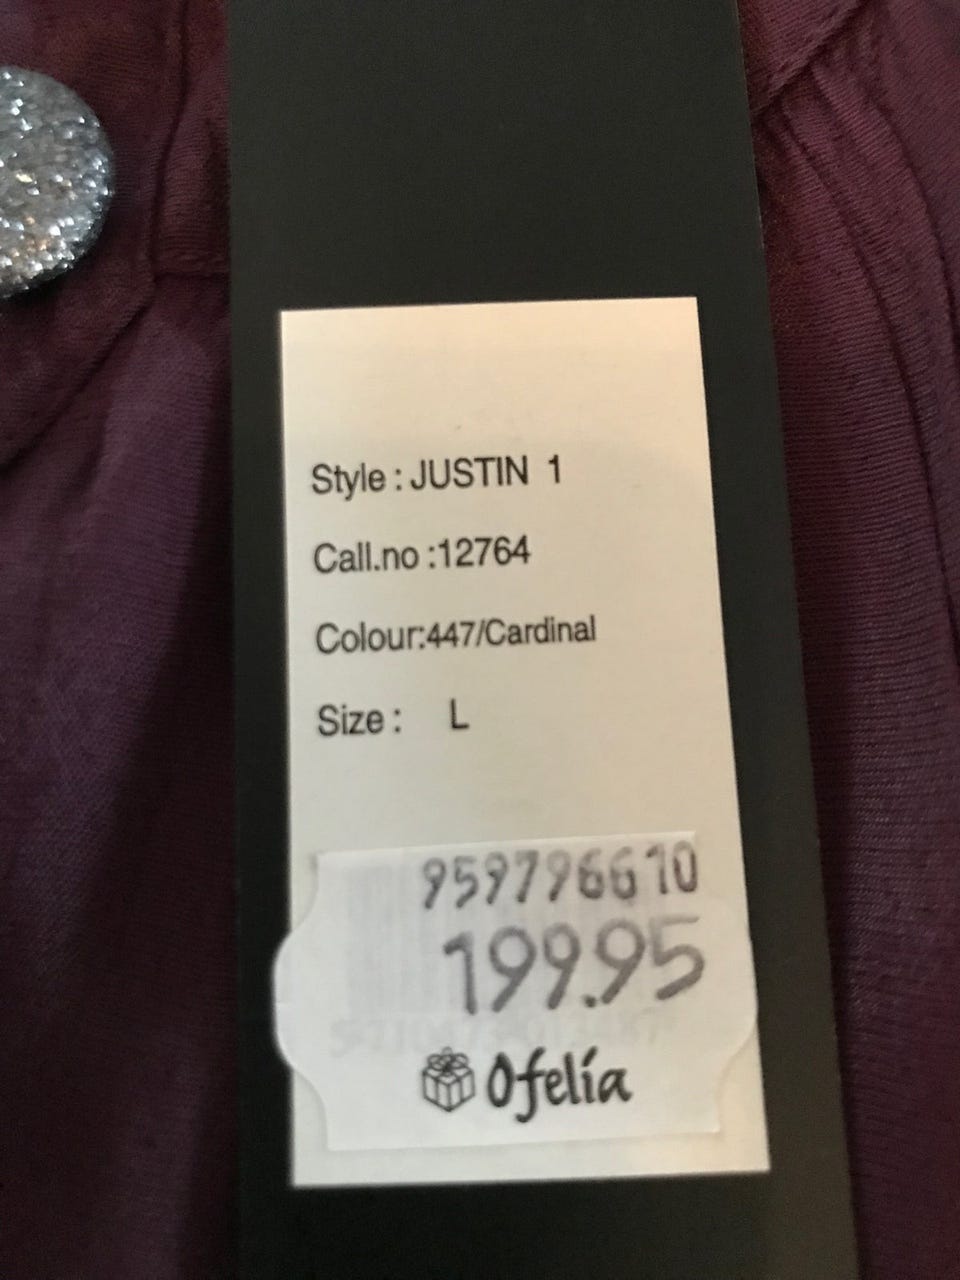 Style : JUSTIN 1
Call.no :12764
Colour:447/Cardinal
Size : L
959796610
199.95
Ofelía